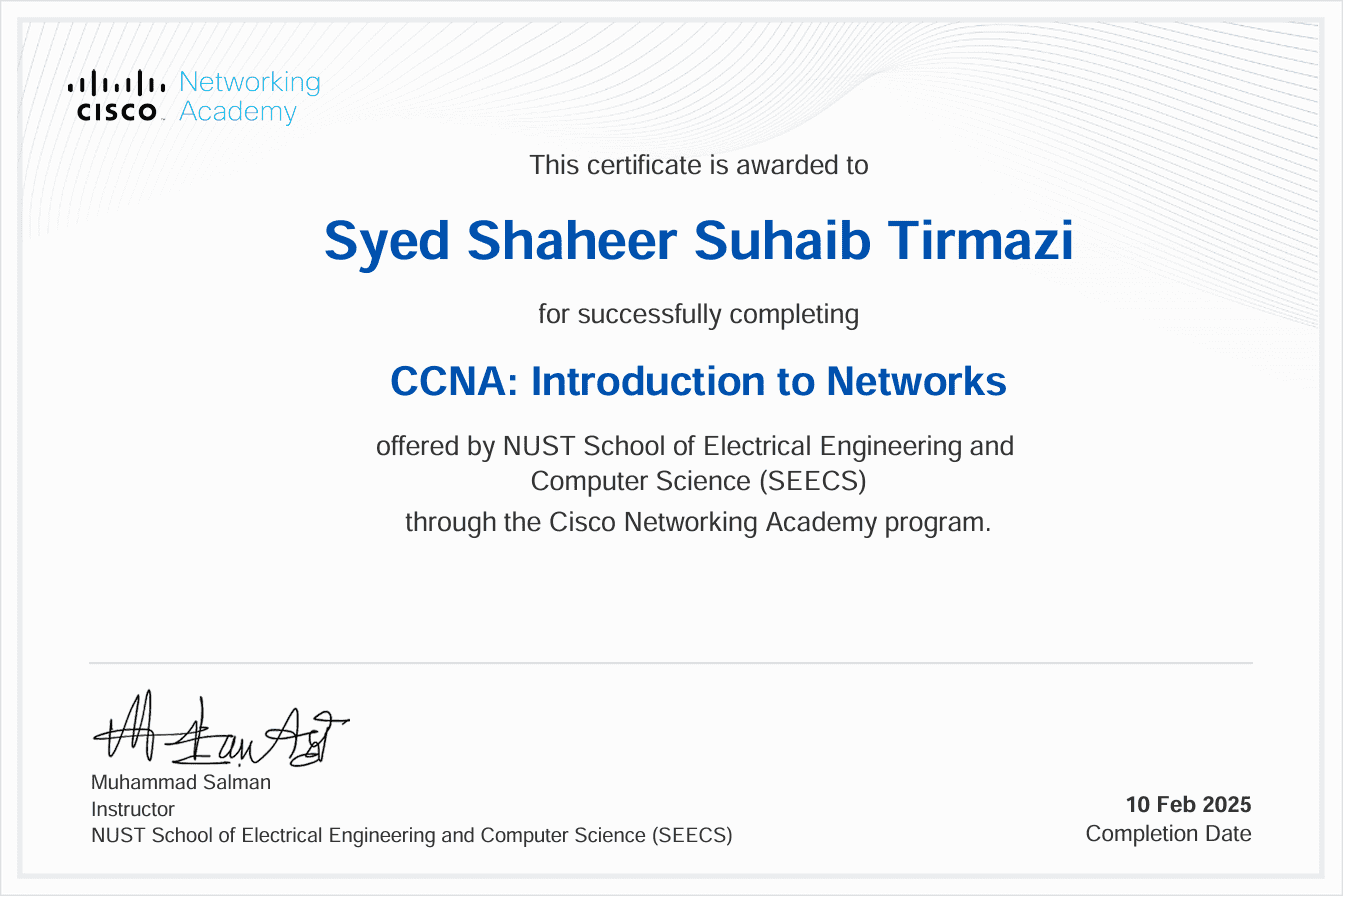 CISCO
Networking
Academy
This certificate is awarded to
Syed Shaheer Suhaib Tirmazi
for successfully completing
CCNA: Introduction to Networks
offered by NUST School of Electrical Engineering and
Computer Science (SEECS)
through the Cisco Networking Academy program.
Muhammad Salman
Instructor
NUST School of Electrical Engineering and Computer Science (SEECS)
10 Feb 2025
Completion Date